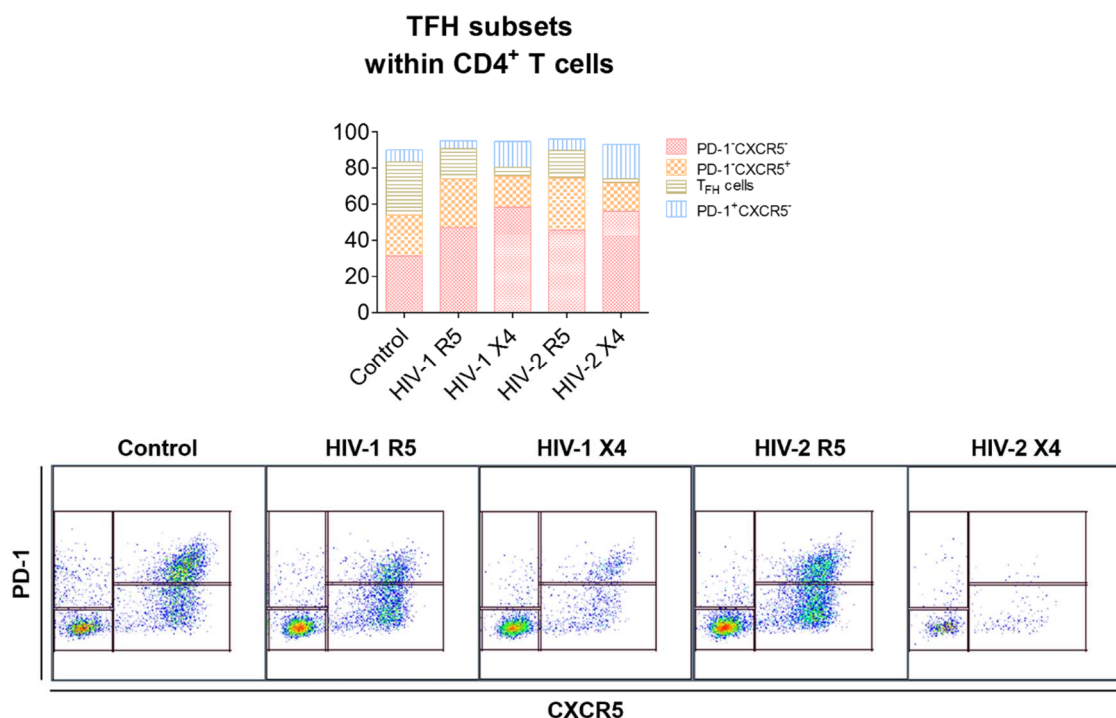 TFH subsets
within CD4⁺ T cells
100
80
60
40
20
0
Control
HIV-1 R5
HIV-1 X4
HIV-2 R5
HIV-2 X4
PD-1⁻CXCR5⁻
PD-1⁻CXCR5⁺
T_FH cells
PD-1⁺CXCR5⁻
Control
HIV-1 R5
HIV-1 X4
HIV-2 R5
HIV-2 X4
PD-1
CXCR5